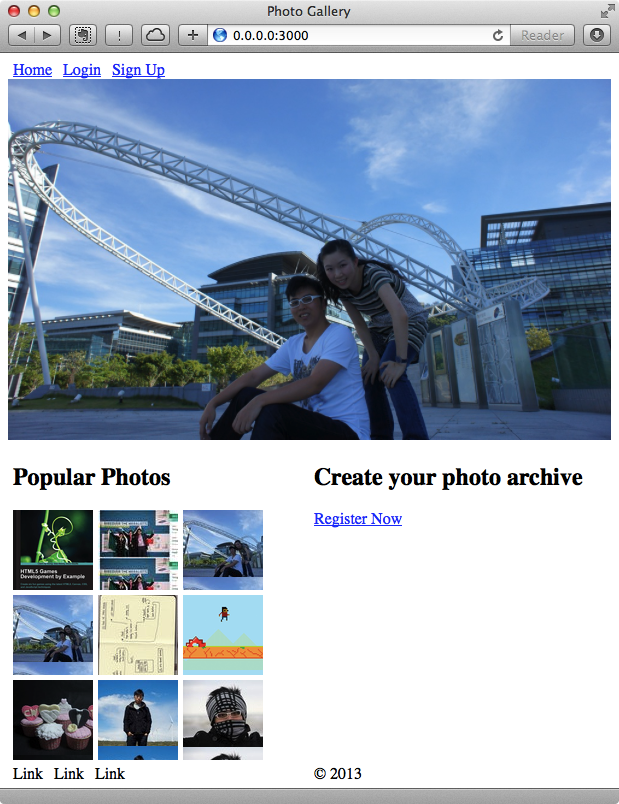 Photo Gallery
! 0.0.0.0:3000 Reader
Home Login Sign Up
Popular Photos
Create your photo archive
Register Now
HTML5 Games
Development by Example
Link Link Link
© 2013